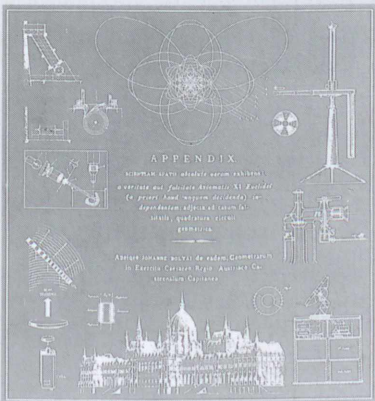 APPENDIX
SCIENTIAM SPATII absolute veram exhibens:
a veritate aut falsitate Axiomatis XI Euclidei
(a priori haud unquam decidenda) in-
dependentem: adjecta ad casum fal-
sitatis, quadratura circuli
geometrica.
Auctore JOHANNE BOLYAI de eadem, Geometrarum
in Exercitu Caesareo Regio Austriaco Ca-
strensium Capitaneo.